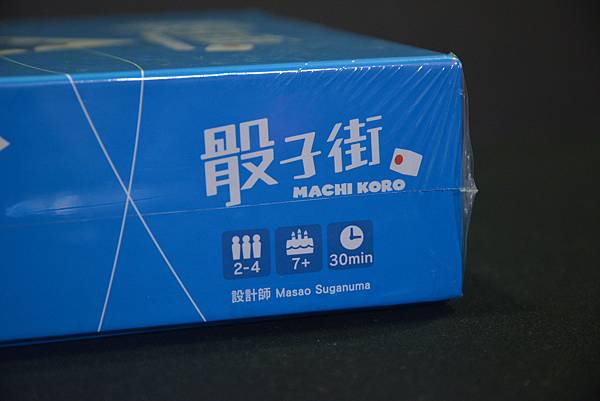 骰子街
MACHI KORO
2-4 7+ 30min
設計師 Masao Suganuma